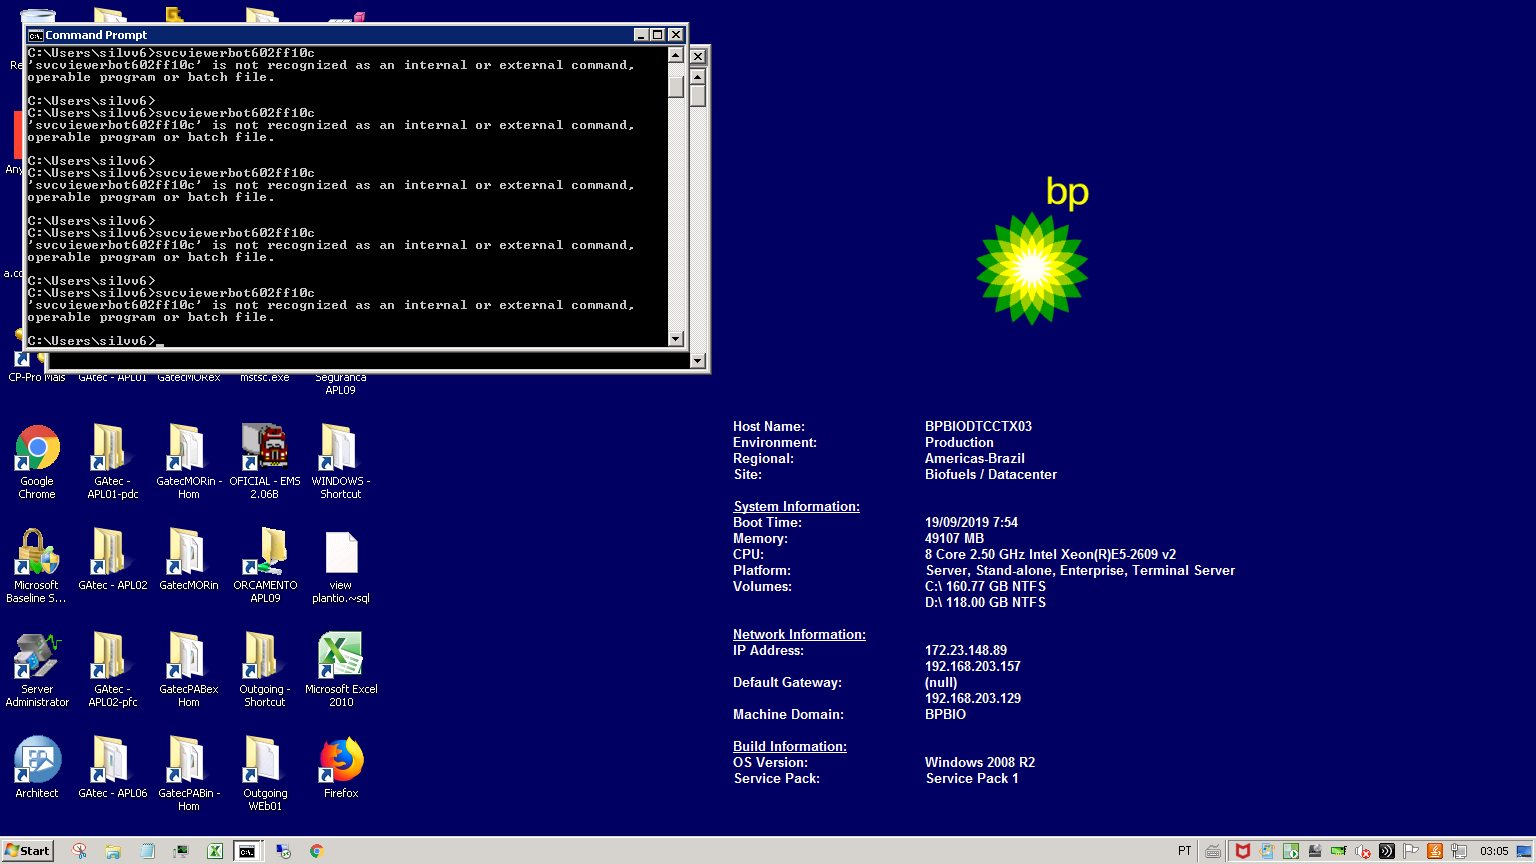 Command Prompt
C:\Users\silvv6>svcviewerbot602ff10c
'svcviewerbot602ff10c' is not recognized as an internal or external command,
operable program or batch file.
C:\Users\silvv6>
C:\Users\silvv6>svcviewerbot602ff10c
'svcviewerbot602ff10c' is not recognized as an internal or external command,
operable program or batch file.
C:\Users\silvv6>
C:\Users\silvv6>svcviewerbot602ff10c
'svcviewerbot602ff10c' is not recognized as an internal or external command,
operable program or batch file.
C:\Users\silvv6>
C:\Users\silvv6>svcviewerbot602ff10c
'svcviewerbot602ff10c' is not recognized as an internal or external command,
operable program or batch file.
C:\Users\silvv6>
C:\Users\silvv6>svcviewerbot602ff10c
'svcviewerbot602ff10c' is not recognized as an internal or external command,
operable program or batch file.
C:\Users\silvv6>_
bp
CP-Pro Mais
GAtec - APL01
GatecMORex
mstsc.exe
Seguranca
APL09
Google
Chrome
GAtec -
APL01-pdc
GatecMORin -
Hom
OFICIAL - EMS
2.06B
WINDOWS -
Shortcut
Microsoft
Baseline S...
GAtec - APL02
GatecMORin
ORCAMENTO
APL09
view
plantio.~sql
Server
Administrator
GAtec -
APL02-pfc
GatecPABex
Hom
Outgoing -
Shortcut
Microsoft Excel
2010
Architect
GAtec - APL06
GatecPABin -
Hom
Outgoing
WEb01
Firefox
Host Name: BPBIODTCCTX03
Environment: Production
Regional: Americas-Brazil
Site: Biofuels / Datacenter
System Information:
Boot Time: 19/09/2019 7:54
Memory: 49107 MB
CPU: 8 Core 2.50 GHz Intel Xeon(R)E5-2609 v2
Platform: Server, Stand-alone, Enterprise, Terminal Server
Volumes: C:\ 160.77 GB NTFS
D:\ 118.00 GB NTFS
Network Information:
IP Address: 172.23.148.89
192.168.203.157
Default Gateway: (null)
192.168.203.129
Machine Domain: BPBIO
Build Information:
OS Version: Windows 2008 R2
Service Pack: Service Pack 1
Start
PT
03:05